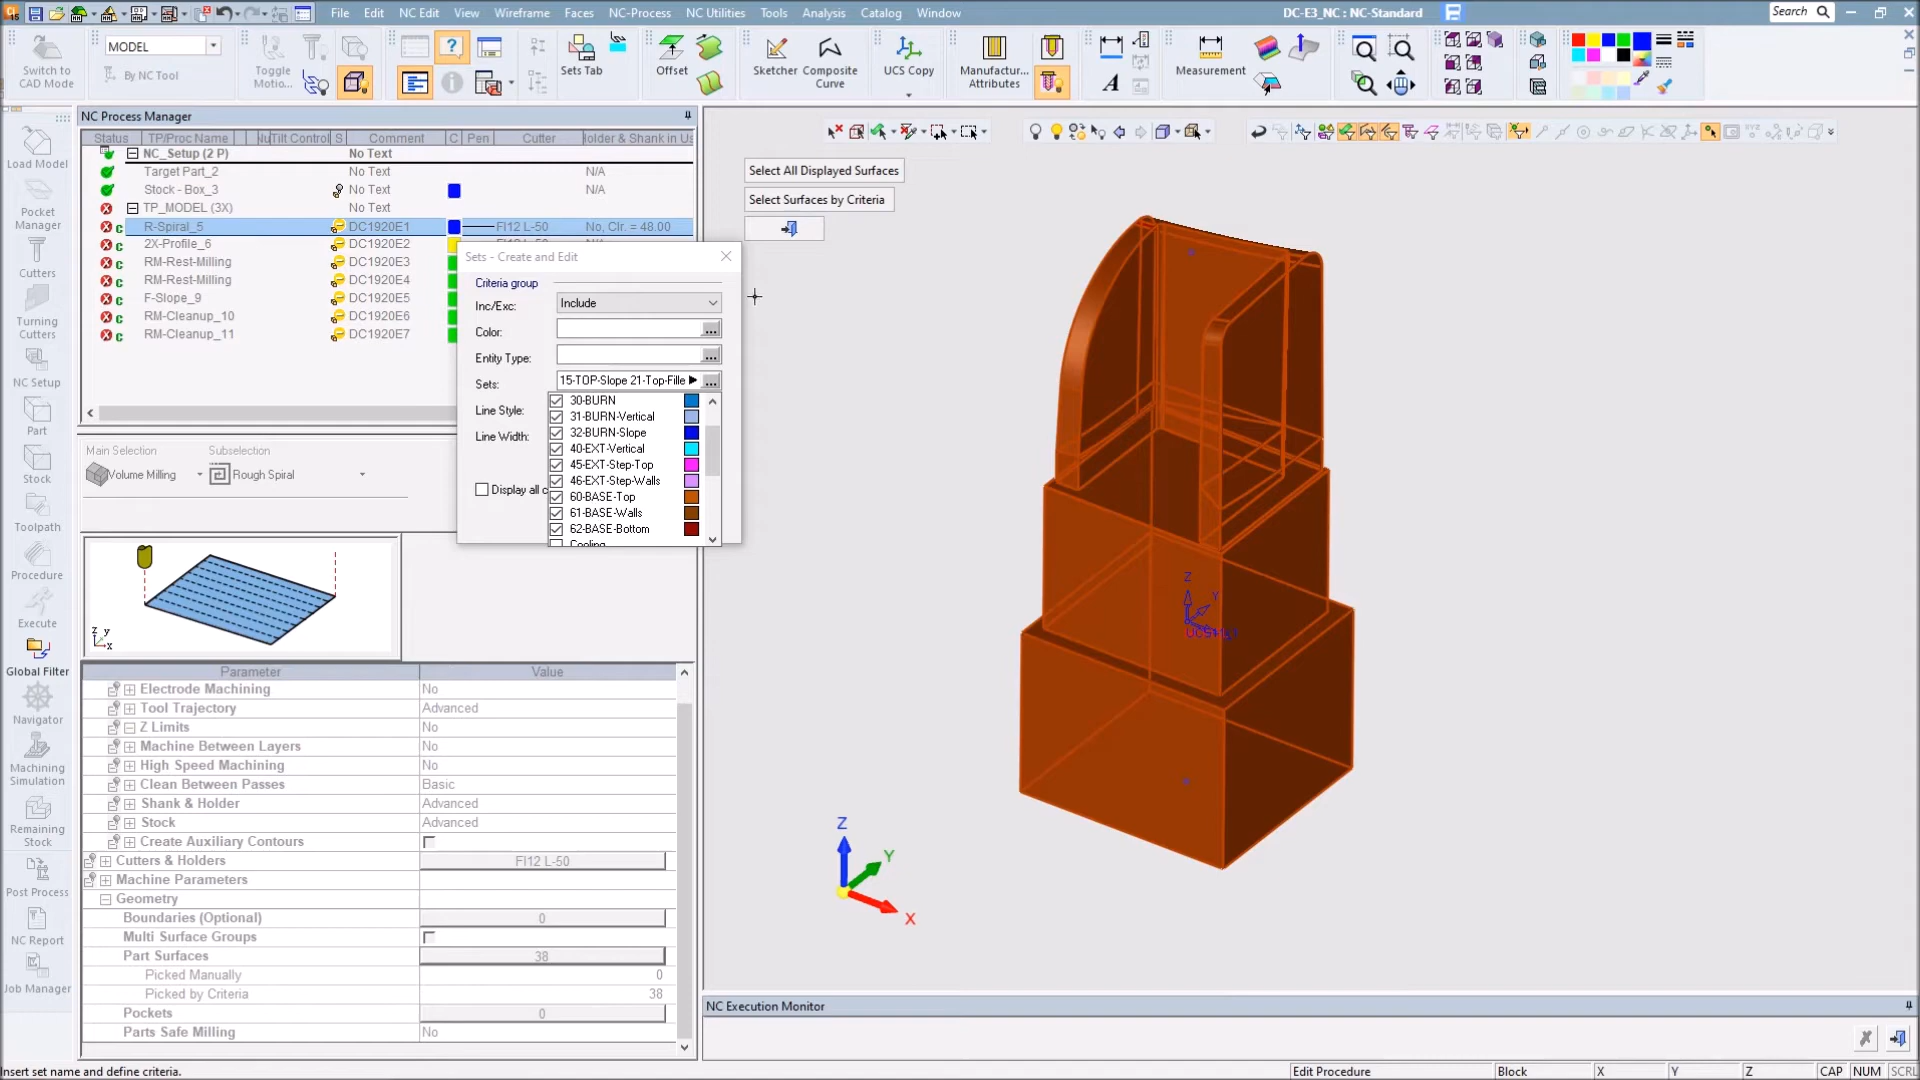 File Edit NC Edit View Wireframe Faces NC-Process NC Utilities Tools Analysis Catalog Window
DC-E3_NC : NC-Standard
Search
Switch to CAD Mode
MODEL
By NC Tool
Toggle Motion...
Sets Tab
Offset
Sketcher
Composite Curve
UCS Copy
Manufactur... Attributes
Measurement
NC Process Manager
Status TP/Proc Name Tilt Control S Comment C Pen Cutter Holder & Shank in Us
NC_Setup (2 P) No Text
Target Part_2 No Text N/A
Stock - Box_3 No Text N/A
TP_MODEL (3X) No Text
R-Spiral_5 DC1920E1 FI12 L-50 No, Clr. = 48.00
2X-Profile_6 DC1920E2
RM-Rest-Milling DC1920E3
RM-Rest-Milling DC1920E4
F-Slope_9 DC1920E5
RM-Cleanup_10 DC1920E6
RM-Cleanup_11 DC1920E7
Load Model
Pocket Manager
Cutters
Turning Cutters
NC Setup
Part
Stock
Toolpath
Procedure
Execute
Global Filter
Navigator
Machining Simulation
Remaining Stock
Post Process
NC Report
Job Manager
Sets - Create and Edit
Criteria group
Inc/Exc: Include
Color: ...
Entity Type: ...
Sets: 15-TOP-Slope 21-Top-Fille ...
Line Style:
Line Width:
Display all c
30-BURN
31-BURN-Vertical
32-BURN-Slope
40-EXT-Vertical
45-EXT-Step-Top
46-EXT-Step-Walls
60-BASE-Top
61-BASE-Walls
62-BASE-Bottom
Cooling
Select All Displayed Surfaces
Select Surfaces by Criteria
Main Selection Subselection
Volume Milling Rough Spiral
Z y
x
Parameter Value
Electrode Machining No
Tool Trajectory Advanced
Z Limits No
Machine Between Layers No
High Speed Machining No
Clean Between Passes Basic
Shank & Holder Advanced
Stock Advanced
Create Auxiliary Contours
Cutters & Holders FI12 L-50
Machine Parameters
Geometry
Boundaries (Optional) 0
Multi Surface Groups
Part Surfaces 38
Picked Manually 0
Picked by Criteria 38
Pockets 0
Parts Safe Milling No
Z
Y
Z
Y
X
NC Execution Monitor
Insert set name and define criteria.
Edit Procedure Block X Y Z CAP NUM SCRL